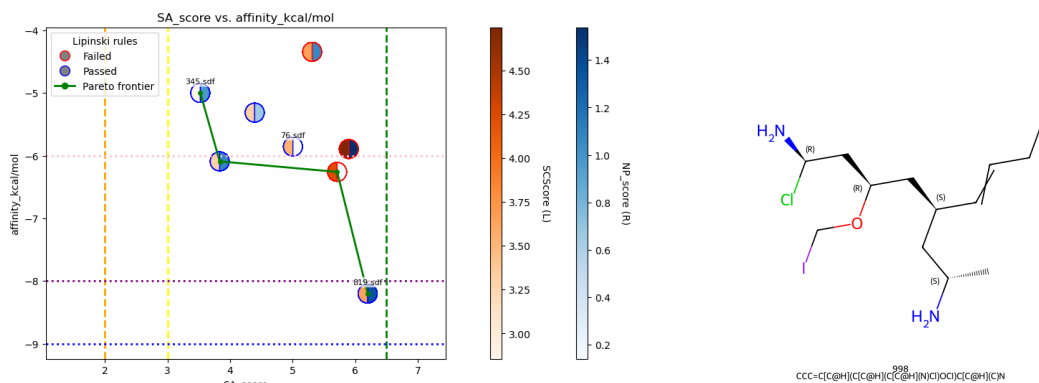 SA_score vs. affinity_kcal/mol
Lipinski rules
Failed
Passed
Pareto frontier
affinity_kcal/mol
−4
−5
−6
−7
−8
−9
345.sdf
76.sdf
819.sdf
1 2 3 4 5 6 7
SA_score
4.50
4.25
4.00
3.75
3.50
3.25
3.00
SCScore (L)
1.4
1.2
1.0
0.8
0.6
0.4
0.2
NP_score (R)
H₂N
(R)
Cl
(R)
(S)
O
I
(S)
H₂N
998
CCC=C[C@H](C[C@H](C[C@H](N)Cl)OCI)C[C@H](C)N